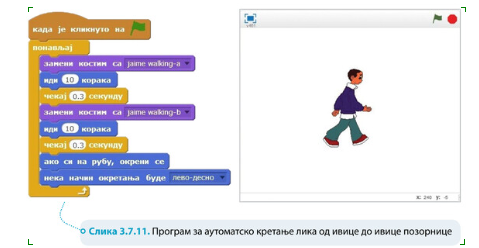 када је кликнуто на
понављај
замени костим са jaime walking-a
иди 10 корака
чекај 0.3 секунду
замени костим са jaime walking-b
иди 10 корака
чекај 0.3 секунду
ако си на рубу, окрени се
нека начин окретања буде лево-десно
Слика 3.7.11. Програм за аутоматско кретање лика од ивице до ивице позорнице